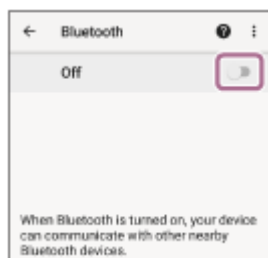 Bluetooth
Off
When Bluetooth is turned on, your device
can communicate with other nearby
Bluetooth devices.